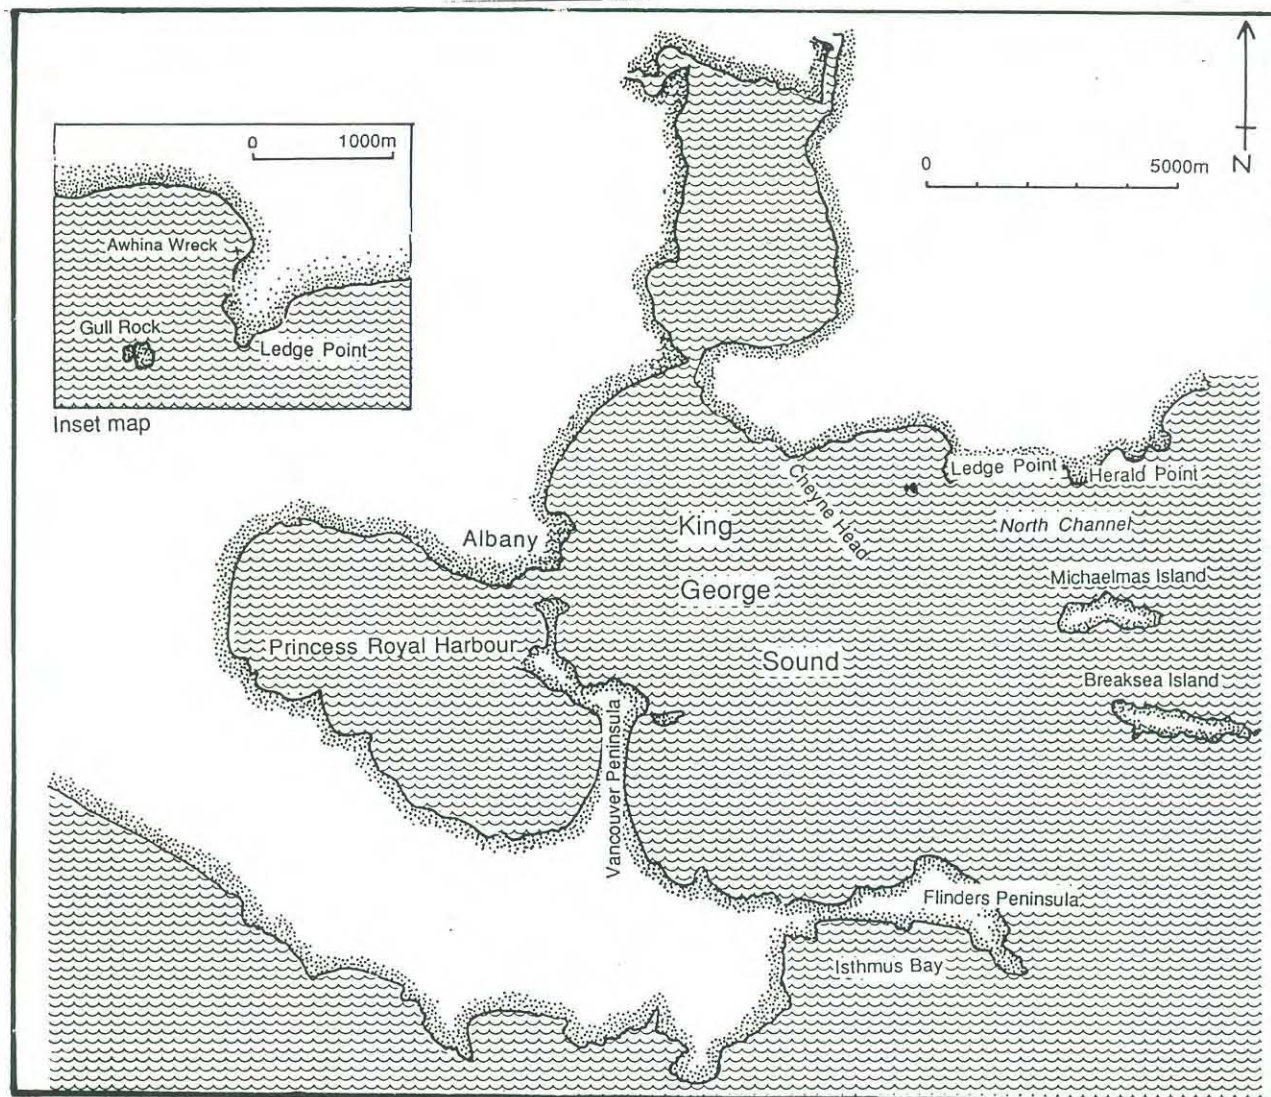 0 1000m
Awhina Wreck
Gull Rock
Ledge Point
Inset map
0 5000m
N
Ledge Point
Herald Point
Cheyne Head
North Channel
Albany
King
George
Sound
Michaelmas Island
Princess Royal Harbour
Breaksea Island
Vancouver Peninsula
Flinders Peninsula
Isthmus Bay